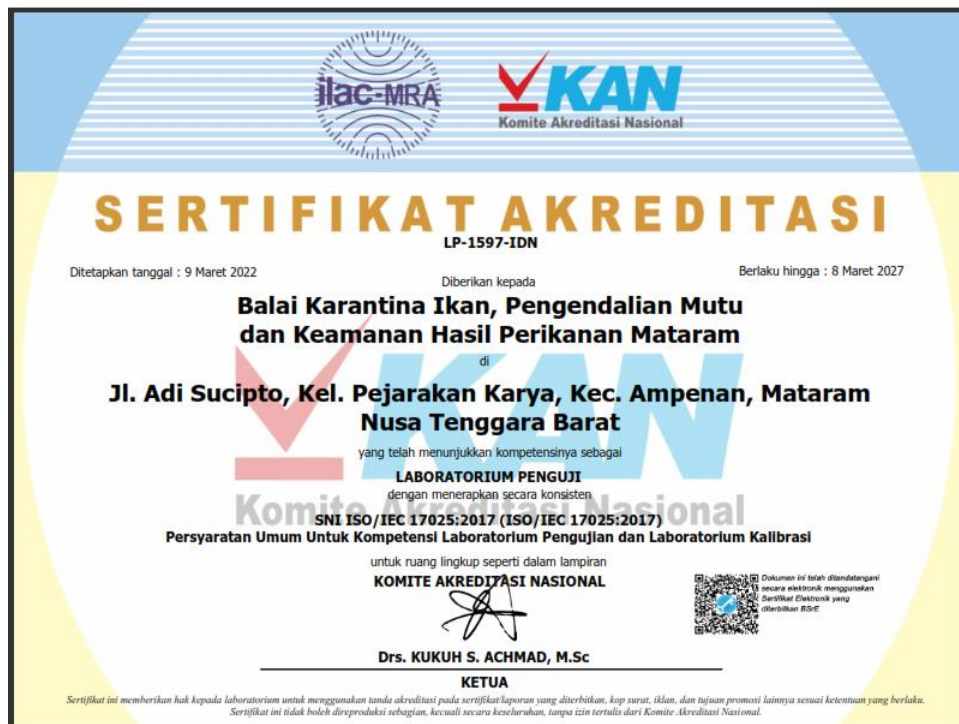 ilac-MRA
KAN
Komite Akreditasi Nasional
SERTIFIKAT AKREDITASI
LP-1597-IDN
Ditetapkan tanggal : 9 Maret 2022
Berlaku hingga : 8 Maret 2027
Diberikan kepada
Balai Karantina Ikan, Pengendalian Mutu
dan Keamanan Hasil Perikanan Mataram
di
Jl. Adi Sucipto, Kel. Pejarakan Karya, Kec. Ampenan, Mataram
Nusa Tenggara Barat
yang telah menunjukkan kompetensinya sebagai
LABORATORIUM PENGUJI
dengan menerapkan secara konsisten
KAN
Komite Akreditasi Nasional
SNI ISO/IEC 17025:2017 (ISO/IEC 17025:2017)
Persyaratan Umum Untuk Kompetensi Laboratorium Pengujian dan Laboratorium Kalibrasi
untuk ruang lingkup seperti dalam lampiran
KOMITE AKREDITASI NASIONAL
Dokumen ini telah ditandatangani
secara elektronik menggunakan
Sertifikat Elektronik yang
diterbitkan BSrE
Drs. KUKUH S. ACHMAD, M.Sc
KETUA
Sertifikat ini memberikan hak kepada laboratorium untuk menggunakan tanda akreditasi pada sertifikat/laporan yang diterbitkan, kop surat, iklan, dan tujuan promosi lainnya sesuai ketentuan yang berlaku.
Sertifikat ini tidak boleh direproduksi sebagian, kecuali secara keseluruhan, tanpa izin tertulis dari Komite Akreditasi Nasional.